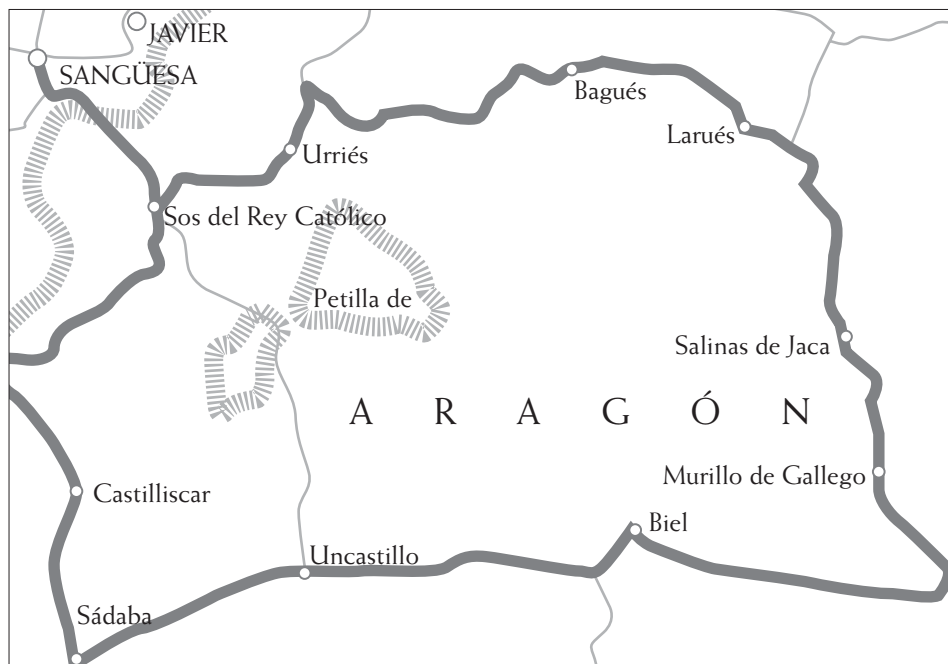 JAVIER
SANGÜESA
Bagués
Larués
Urriés
Sos del Rey Católico
Petilla de
Salinas de Jaca
A R A G Ó N
Murillo de Gallego
Castilliscar
Biel
Uncastillo
Sádaba